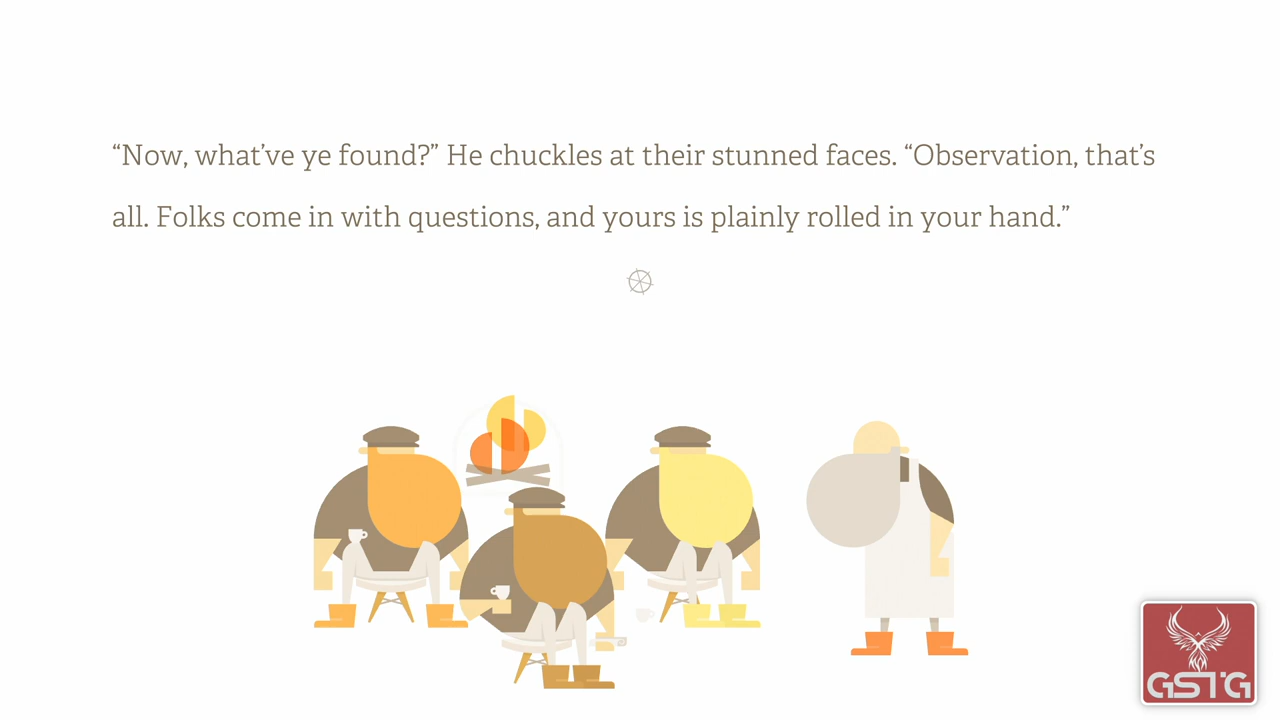 “Now, what’ve ye found?” He chuckles at their stunned faces. “Observation, that’s
all. Folks come in with questions, and yours is plainly rolled in your hand.”
GSTG